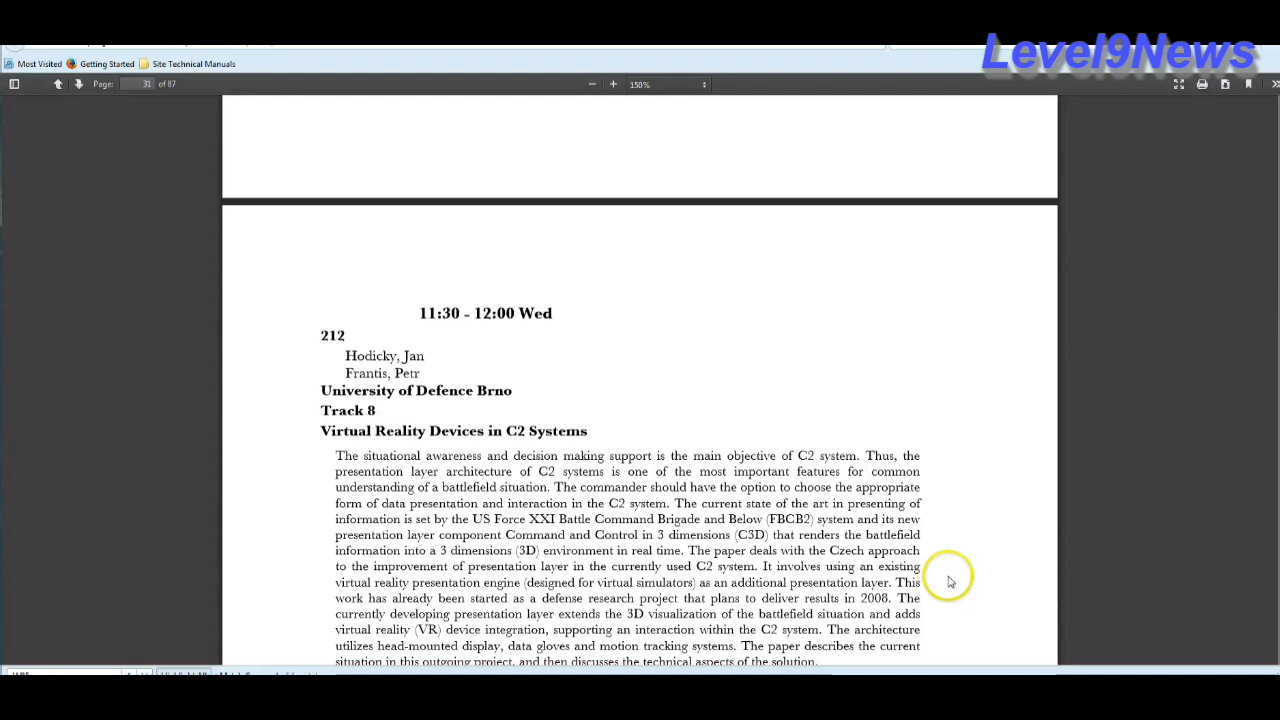 Level9News
Most Visited Getting Started Site Technical Manuals
Page: 31 of 87 150%
11:30 - 12:00 Wed
212
Hodicky, Jan
Frantis, Petr
University of Defence Brno
Track 8
Virtual Reality Devices in C2 Systems
The situational awareness and decision making support is the main objective of C2 system. Thus, the
presentation layer architecture of C2 systems is one of the most important features for common
understanding of a battlefield situation. The commander should have the option to choose the appropriate
form of data presentation and interaction in the C2 system. The current state of the art in presenting of
information is set by the US Force XXI Battle Command Brigade and Below (FBCB2) system and its new
presentation layer component Command and Control in 3 dimensions (C3D) that renders the battlefield
information into a 3 dimensions (3D) environment in real time. The paper deals with the Czech approach
to the improvement of presentation layer in the currently used C2 system. It involves using an existing
virtual reality presentation engine (designed for virtual simulators) as an additional presentation layer. This
work has already been started as a defense research project that plans to deliver results in 2008. The
currently developing presentation layer extends the 3D visualization of the battlefield situation and adds
virtual reality (VR) device integration, supporting an interaction within the C2 system. The architecture
utilizes head-mounted display, data gloves and motion tracking systems. The paper describes the current
situation in this outgoing project, and then discusses the technical aspects of the solution.